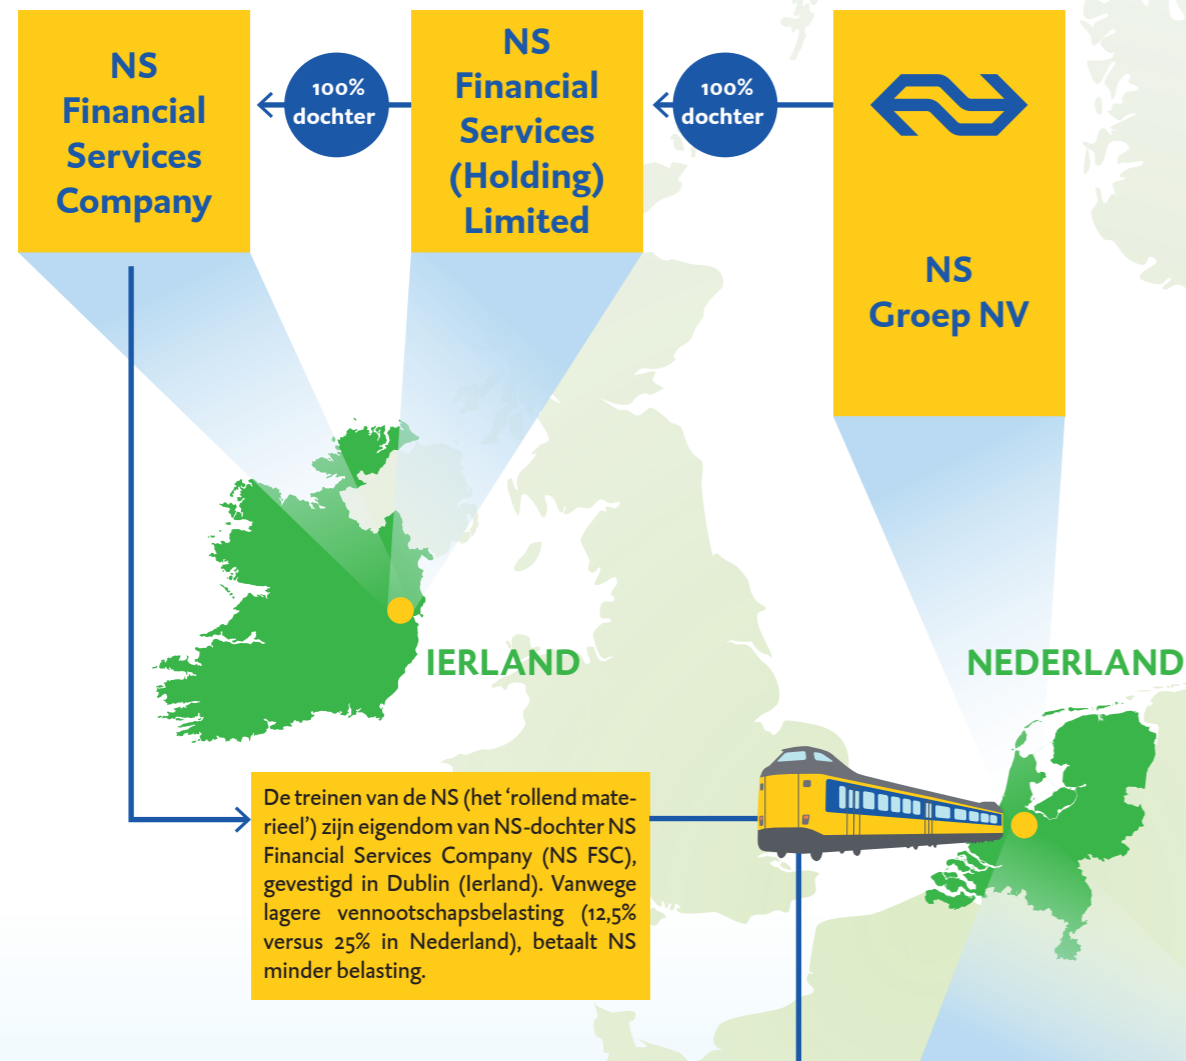 NS
Financial
Services
Company
100%
dochter
NS
Financial
Services
(Holding)
Limited
100%
dochter
NS
Groep NV
IERLAND
NEDERLAND
De treinen van de NS (het ‘rollend mate-
rieel’) zijn eigendom van NS-dochter NS
Financial Services Company (NS FSC),
gevestigd in Dublin (Ierland). Vanwege
lagere vennootschapsbelasting (12,5%
versus 25% in Nederland), betaalt NS
minder belasting.